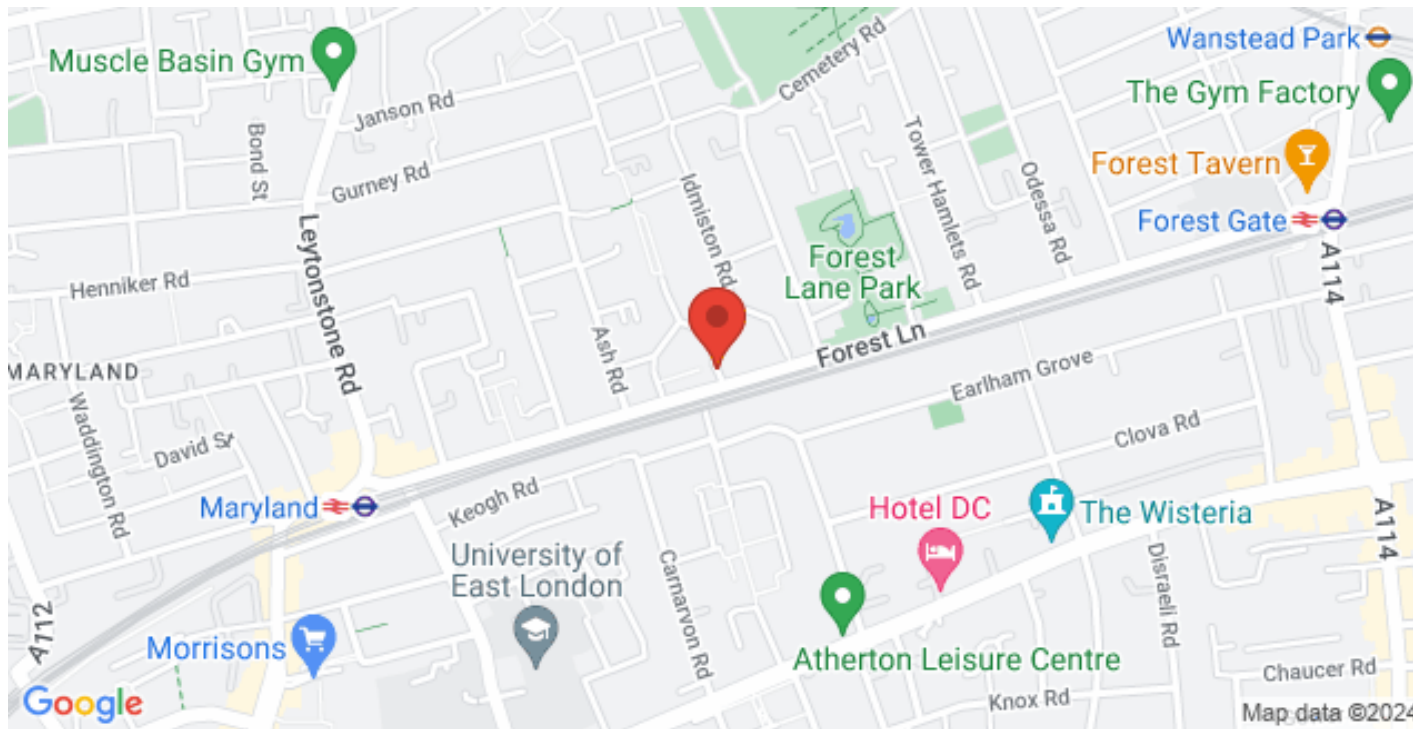 Wanstead Park
Muscle Basin Gym
The Gym Factory
Cemetery Rd
Janson Rd
Bond St
Tower Hamlets Rd
Forest Tavern
Gurney Rd
Idmiston Rd
Odessa Rd
Leytonstone Rd
Forest Gate
Henniker Rd
Forest
Lane Park
A114
Ash Rd
Forest Ln
MARYLAND
Earlham Grove
Waddington Rd
David St
Clova Rd
Maryland
Keogh Rd
Hotel DC
The Wisteria
A114
University of
East London
Carnarvon Rd
Disraeli Rd
A112
Morrisons
Atherton Leisure Centre
Chaucer Rd
Knox Rd
Google
Map data ©2024